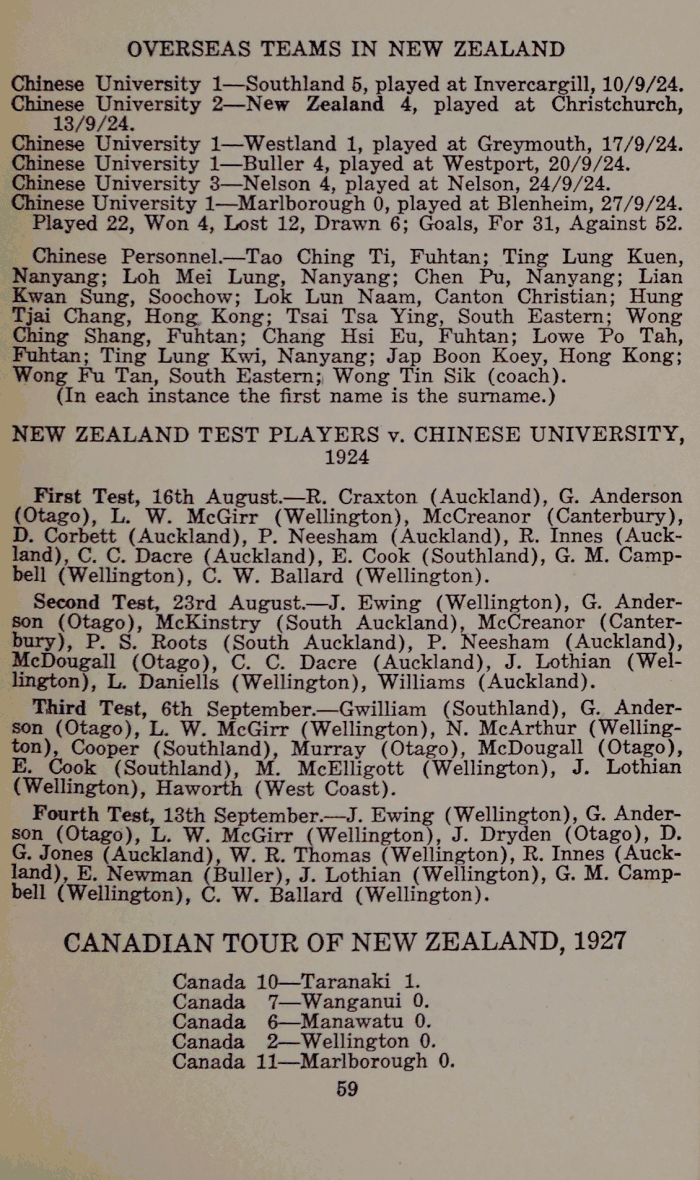 OVERSEAS TEAMS IN NEW ZEALAND
Chinese University 1—Southland 5, played at Invercargill, 10/9/24.
Chinese University 2—New Zealand 4, played at Christchurch,
13/9/24.
Chinese University 1—Westland 1, played at Greymouth, 17/9/24.
Chinese University 1—Buller 4, played at Westport, 20/9/24.
Chinese University 3—Nelson 4, played at Nelson, 24/9/24.
Chinese University 1—Marlborough 0, played at Blenheim, 27/9/24.
Played 22, Won 4, Lost 12, Drawn 6; Goals, For 31, Against 52.
Chinese Personnel.—Tao Ching Ti, Fuhtan; Ting Lung Kuen,
Nanyang; Loh Mei Lung, Nanyang; Chen Pu, Nanyang; Lian
Kwan Sung, Soochow; Lok Lun Naam, Canton Christian; Hung
Tjai Chang, Hong Kong; Tsai Tsa Ying, South Eastern; Wong
Ching Shang, Fuhtan; Chang Hsi Eu, Fuhtan; Lowe Po Tah,
Fuhtan; Ting Lung Kwi, Nanyang; Jap Boon Koey, Hong Kong;
Wong Fu Tan, South Eastern; Wong Tin Sik (coach).
(In each instance the first name is the surname.)
NEW ZEALAND TEST PLAYERS v. CHINESE UNIVERSITY,
1924
First Test, 16th August.—R. Craxton (Auckland), G. Anderson
(Otago), L. W. McGirr (Wellington), McCreanor (Canterbury),
D. Corbett (Auckland), P. Neesham (Auckland), R. Innes (Auck-
land), C. C. Dacre (Auckland), E. Cook (Southland), G. M. Camp-
bell (Wellington), C. W. Ballard (Wellington).
Second Test, 23rd August.—J. Ewing (Wellington), G. Ander-
son (Otago), McKinstry (South Auckland), McCreanor (Canter-
bury), P. S. Roots (South Auckland), P. Neesham (Auckland),
McDougall (Otago), C. C. Dacre (Auckland), J. Lothian (Wel-
lington), L. Daniells (Wellington), Williams (Auckland).
Third Test, 6th September.—Gwilliam (Southland), G. Ander-
son (Otago), L. W. McGirr (Wellington), N. McArthur (Welling-
ton), Cooper (Southland), Murray (Otago), McDougall (Otago),
E. Cook (Southland), M. McElligott (Wellington), J. Lothian
(Wellington), Haworth (West Coast).
Fourth Test, 13th September.—J. Ewing (Wellington), G. Ander-
son (Otago), L. W. McGirr (Wellington), J. Dryden (Otago), D.
G. Jones (Auckland), W. R. Thomas (Wellington), R. Innes (Auck-
land), E. Newman (Buller), J. Lothian (Wellington), G. M. Camp-
bell (Wellington), C. W. Ballard (Wellington).
CANADIAN TOUR OF NEW ZEALAND, 1927
Canada 10—Taranaki 1.
Canada 7—Wanganui 0.
Canada 6—Manawatu 0.
Canada 2—Wellington 0.
Canada 11—Marlborough 0.
59